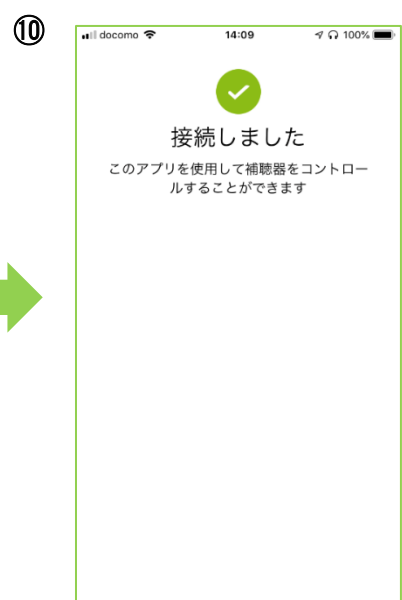 ⑩
docomo 14:09 100%
接続しました
このアプリを使用して補聴器をコントロー
ルすることができます